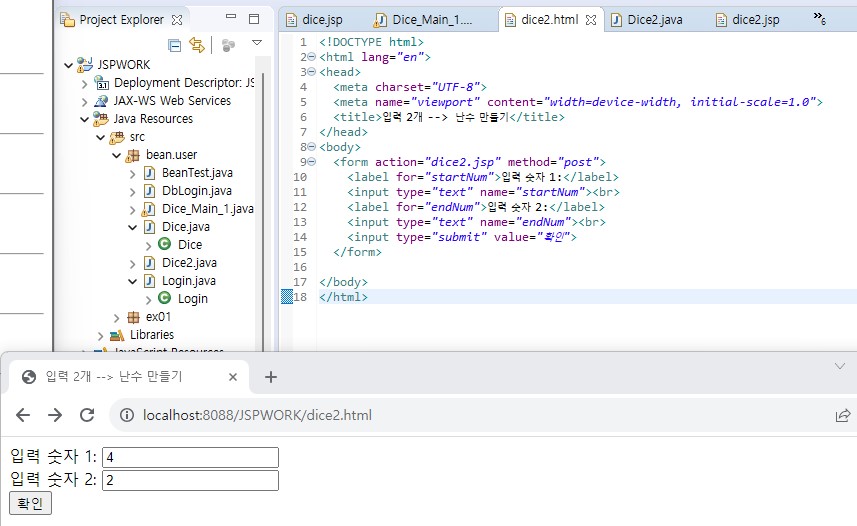 Project Explorer
JSPWORK
Deployment Descriptor: JS
JAX-WS Web Services
Java Resources
src
bean.user
BeanTest.java
DbLogin.java
Dice_Main_1.java
Dice.java
Dice
Dice2.java
Login.java
Login
ex01
Libraries
JavaScript Resources
dice.jsp Dice_Main_1.... dice2.html Dice2.java dice2.jsp »6
1 <!DOCTYPE html>
2 <html lang="en">
3 <head>
4 <meta charset="UTF-8">
5 <meta name="viewport" content="width=device-width, initial-scale=1.0">
6 <title>입력 2개 --> 난수 만들기</title>
7 </head>
8 <body>
9 <form action="dice2.jsp" method="post">
10 <label for="startNum">입력 숫자 1:</label>
11 <input type="text" name="startNum"><br>
12 <label for="endNum">입력 숫자 2:</label>
13 <input type="text" name="endNum"><br>
14 <input type="submit" value="확인">
15 </form>
16
17 </body>
18 </html>
입력 2개 --> 난수 만들기
localhost:8088/JSPWORK/dice2.html
입력 숫자 1: 4
입력 숫자 2: 2
확인